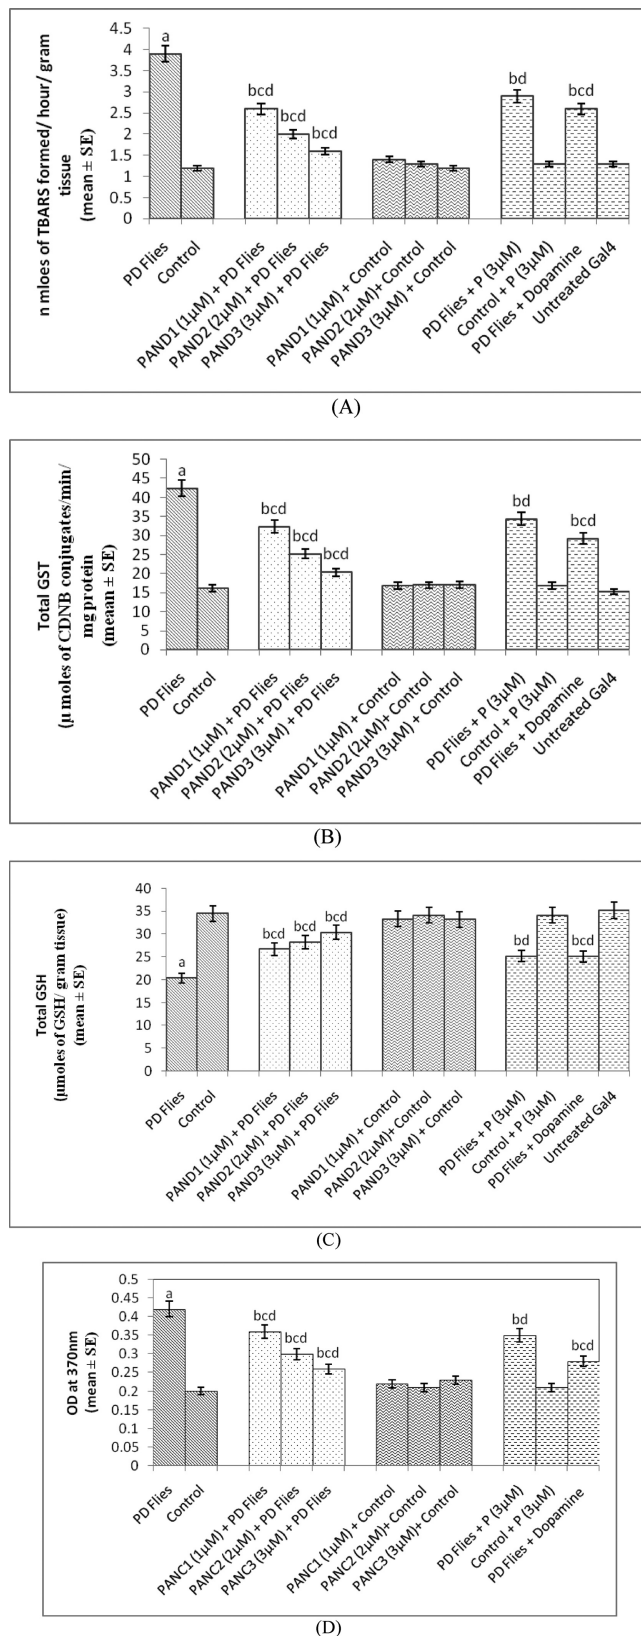 n mloes of TBARS formed/ hour/ gram
tissue
(mean ± SE)
4.5
4
3.5
3
2.5
2
1.5
1
0.5
0
a
bcd
bcd
bcd
bd
bcd
PD Flies
Control
PAND1 (1µM) + PD Flies
PAND2 (2µM) + PD Flies
PAND3 (3µM) + PD Flies
PAND1 (1µM) + Control
PAND2 (2µM)+ Control
PAND3 (3µM) + Control
PD Flies + P (3µM)
Control + P (3µM)
PD Flies + Dopamine
Untreated Gal4
(A)
Total GST
(µ moles of CDNB conjugates/min/
mg protein
(meaan ± SE)
50
45
40
35
30
25
20
15
10
5
0
a
bcd
bcd
bcd
bd
bcd
PD Flies
Control
PAND1 (1µM) + PD Flies
PAND2 (2µM) + PD Flies
PAND3 (3µM) + PD Flies
PAND1 (1µM) + Control
PAND2 (2µM)+ Control
PAND3 (3µM) + Control
PD Flies + P (3µM)
Control + P (3µM)
PD Flies + Dopamine
Untreated Gal4
(B)
Total GSH
(µmoles of GSH/ gram tissue)
(mean ± SE)
40
35
30
25
20
15
10
5
0
a
bcd
bcd
bcd
bd
bcd
PD Flies
Control
PAND1 (1µM) + PD Flies
PAND2 (2µM) + PD Flies
PAND3 (3µM) + PD Flies
PAND1 (1µM) + Control
PAND2 (2µM)+ Control
PAND3 (3µM) + Control
PD Flies + P (3µM)
Control + P (3µM)
PD Flies + Dopamine
Untreated Gal4
(C)
OD at 370nm
(mean ± SE)
0.5
0.45
0.4
0.35
0.3
0.25
0.2
0.15
0.1
0.05
0
a
bcd
bcd
bcd
bd
bcd
PD Flies
Control
PANC1 (1µM) + PD Flies
PANC2 (2µM) + PD Flies
PANC3 (3µM) + PD Flies
PANC1 (1µM) + Control
PANC2 (2µM)+ Control
PANC3 (3µM)+ Control
PD Flies + P (3µM)
Control + P (3µM)
PD Flies + Dopamine
(D)